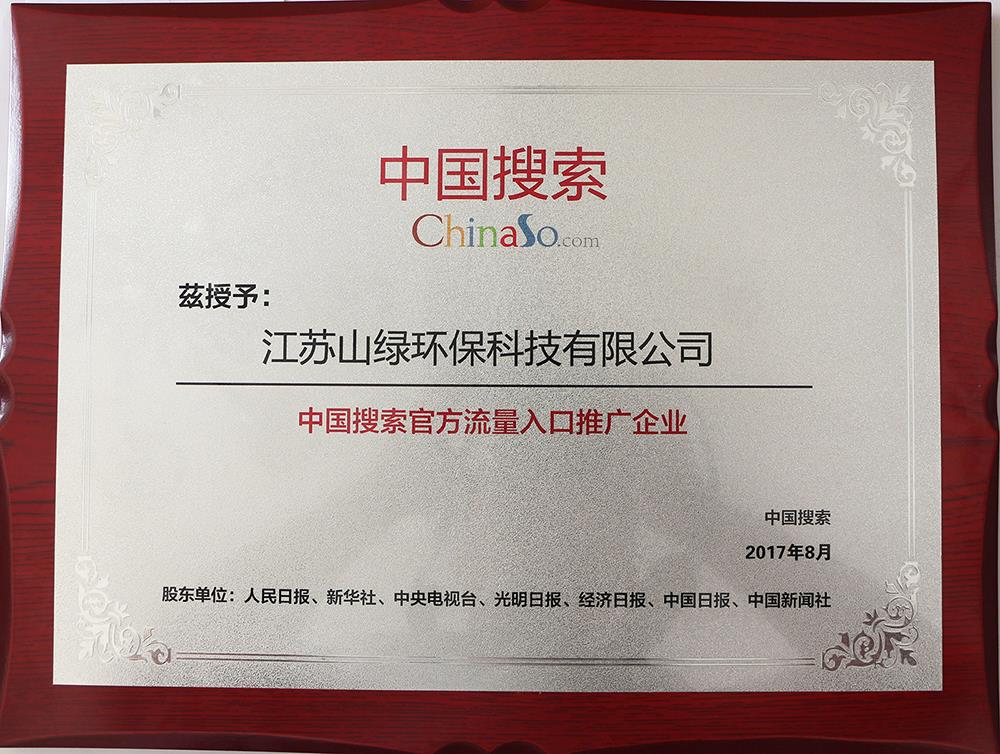 中国搜索
ChinaSo.com
兹授予：
江苏山绿环保科技有限公司
中国搜索官方流量入口推广企业
中国搜索
2017年8月
股东单位：人民日报、新华社、中央电视台、光明日报、经济日报、中国日报、中国新闻社